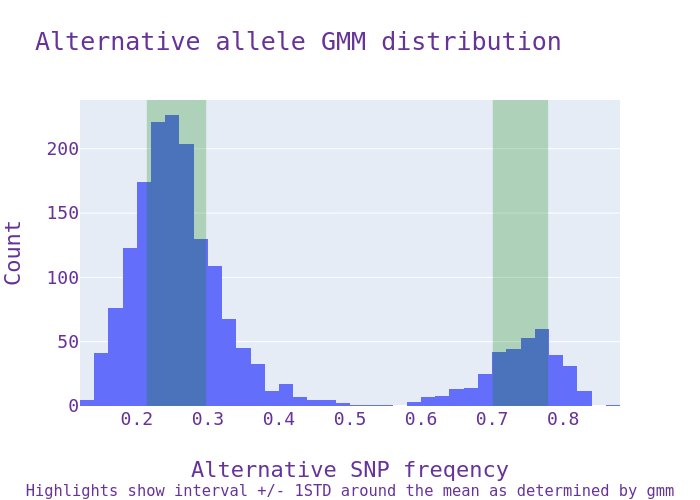 Alternative allele GMM distribution
200
150
100
50
0
Count
0.2 0.3 0.4 0.5 0.6 0.7 0.8
Alternative SNP freqency
Highlights show interval +/- 1STD around the mean as determined by gmm